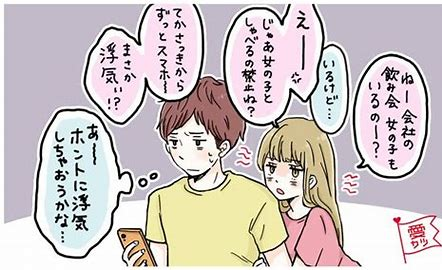 ねー会社の
飲み会 女の子も
いるのー？
いるけど…
えーー
じゃあ女の子と
しゃべるの禁止ね？
てかさっきから
ずっとスマホ〜
まさか
浮気ぃ!?
あ〜
ホントに浮気
しちゃおうかな…
愛カツ